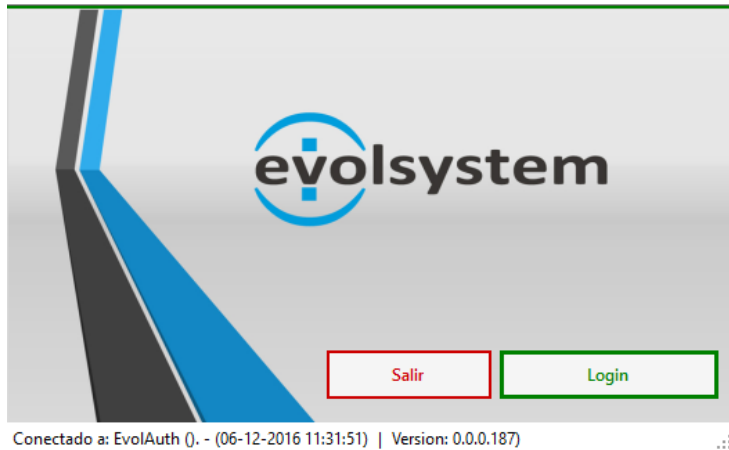 evolsystem
Salir
Login
Conectado a: EvolAuth (). - (06-12-2016 11:31:51) | Version: 0.0.0.187)